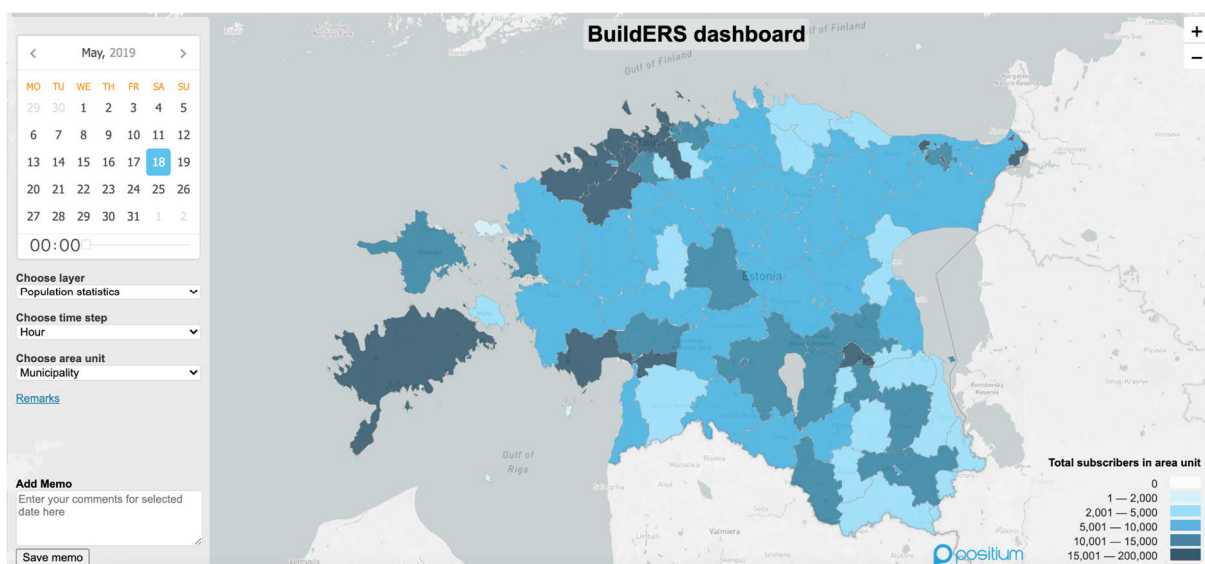 BuildERS dashboard
May, 2019
MO TU WE TH FR SA SU
29 30 1 2 3 4 5
6 7 8 9 10 11 12
13 14 15 16 17 18 19
20 21 22 23 24 25 26
27 28 29 30 31 1 2
00:00
Choose layer
Population statistics
Choose time step
Hour
Choose area unit
Municipality
Remarks
Add Memo
Enter your comments for selected
date here
Save memo
+
−
Gulf of Finland
Gulf of Finland
Estonia
Gulf of
Riga
Valmiera
Ventspils
Total subscribers in area unit
0
1 — 2,000
2,001 — 5,000
5,001 — 10,000
10,001 — 15,000
15,001 — 200,000
positium